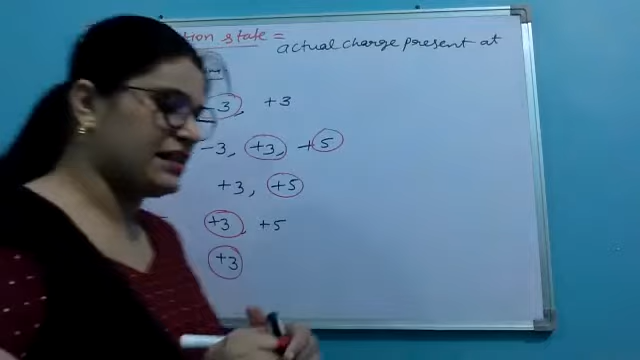 tion state =
actual charge present at
3, +3
-3, +3, +5
+3, +5
+3, +5
+3